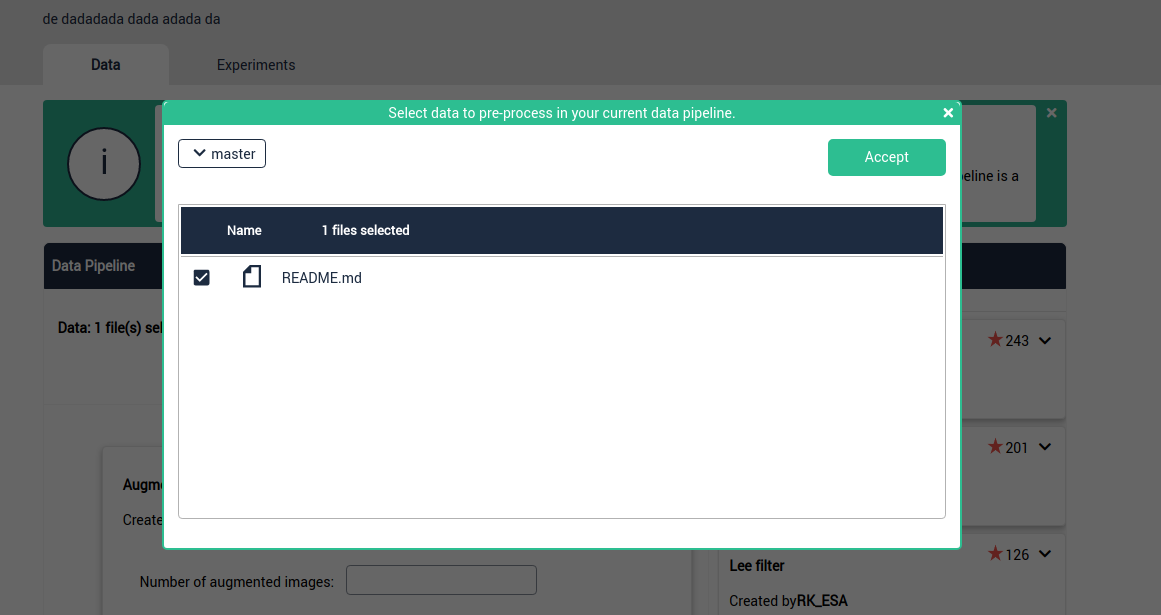 de dadadada dada adada da
Data
Experiments
Select data to pre-process in your current data pipeline.
master
Accept
i
peline is a
Name 1 files selected
Data Pipeline
README.md
Data: 1 file(s) sel
243
201
Augme
Create
126
Lee filter
Number of augmented images:
Created byRK_ESA